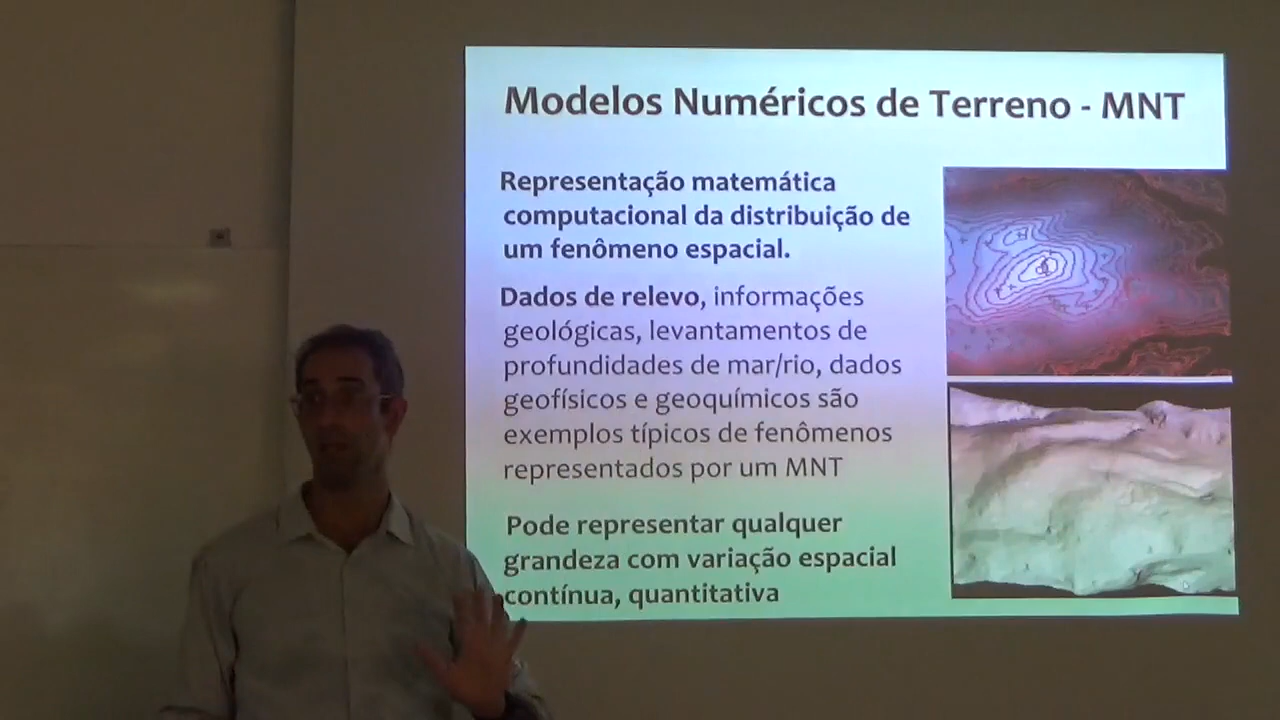 Modelos Numéricos de Terreno - MNT
Representação matemática
computacional da distribuição de
um fenômeno espacial.
Dados de relevo, informações
geológicas, levantamentos de
profundidades de mar/rio, dados
geofísicos e geoquímicos são
exemplos típicos de fenômenos
representados por um MNT
Pode representar qualquer
grandeza com variação espacial
contínua, quantitativa